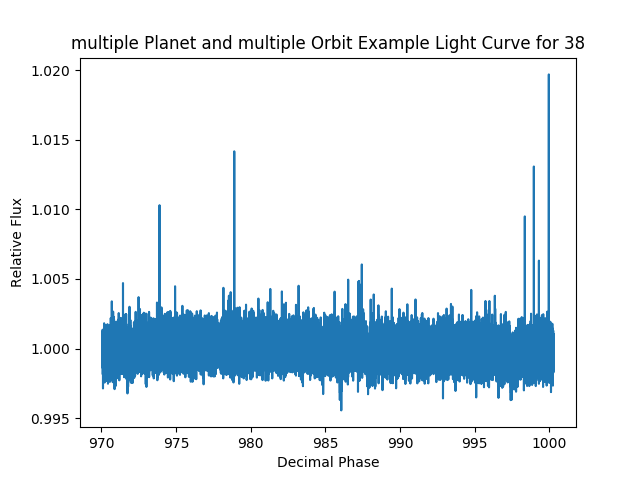 multiple Planet and multiple Orbit Example Light Curve for 38
Relative Flux
1.020
1.015
1.010
1.005
1.000
0.995
970 975 980 985 990 995 1000
Decimal Phase